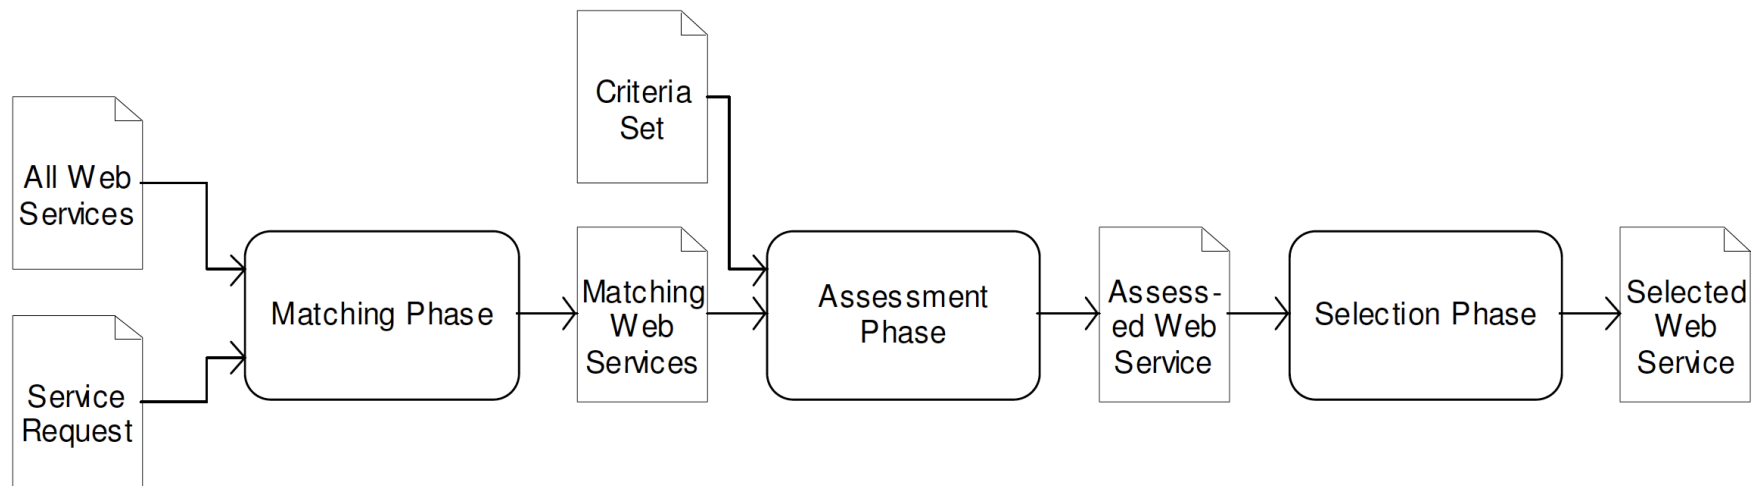 Criteria
Set
All Web
Services
Service
Request
Matching Phase
Matching
Web
Services
Assessment
Phase
Assess-
ed Web
Service
Selection Phase
Selected
Web
Service